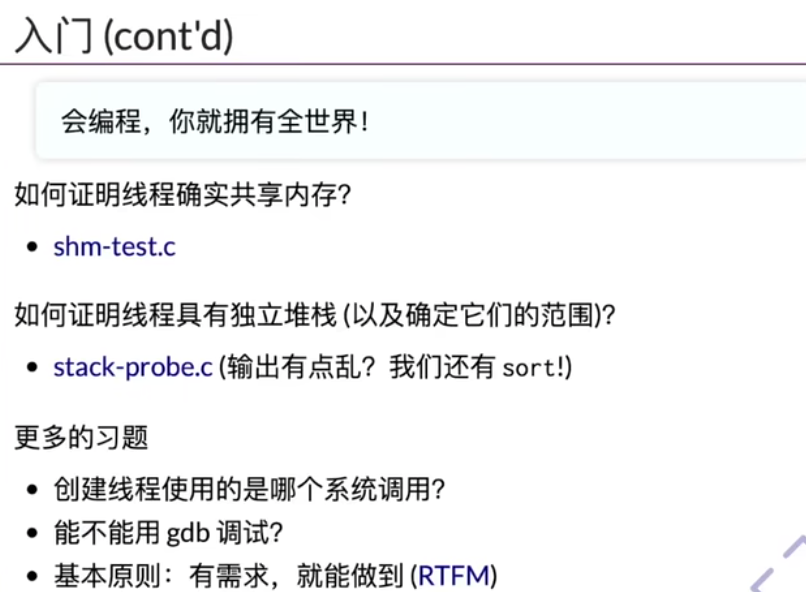 入门 (cont'd)
会编程，你就拥有全世界！
如何证明线程确实共享内存？
• shm-test.c
如何证明线程具有独立堆栈 (以及确定它们的范围)？
• stack-probe.c (输出有点乱？我们还有 sort!)
更多的习题
• 创建线程使用的是哪个系统调用？
• 能不能用 gdb 调试？
• 基本原则：有需求，就能做到 (RTFM)